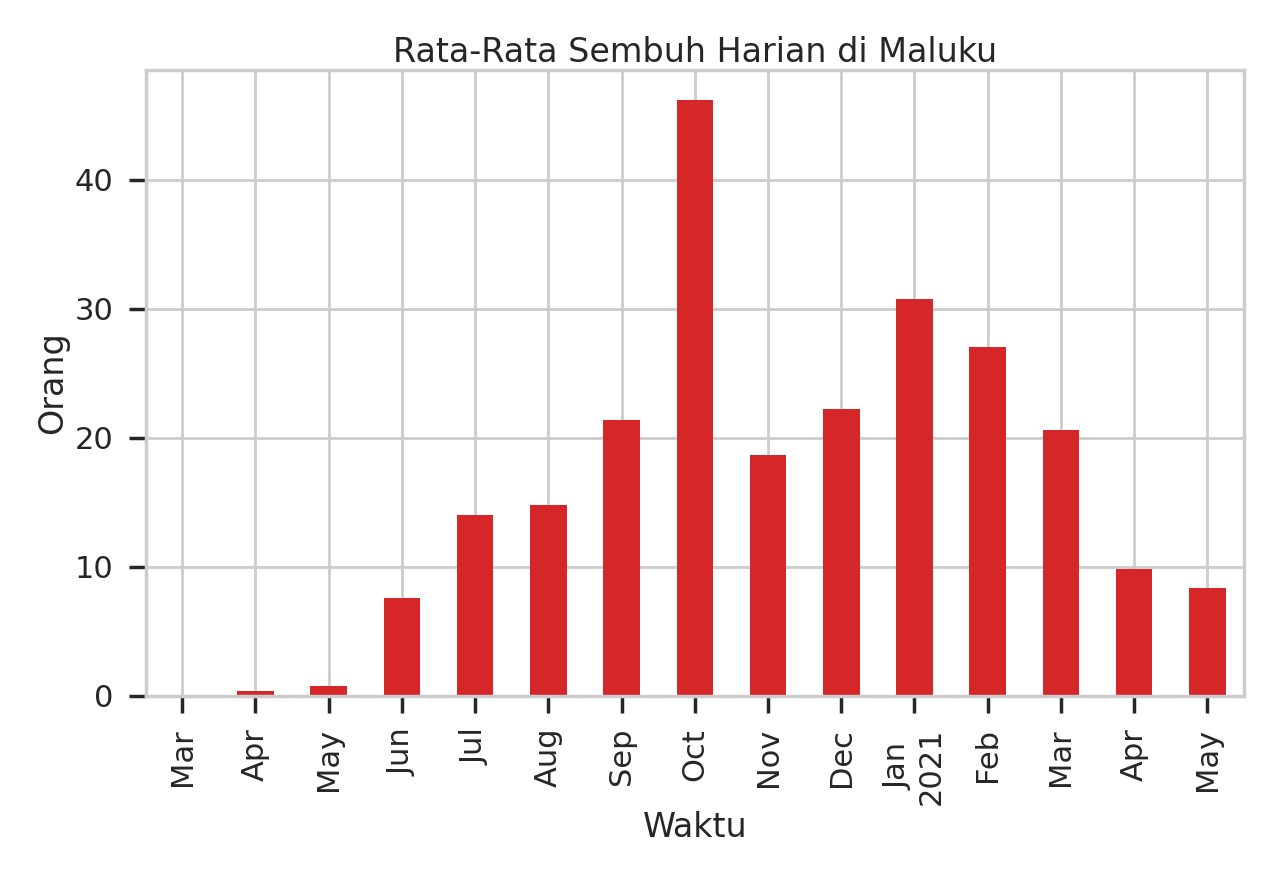 Rata-Rata Sembuh Harian di Maluku
Orang
40
30
20
10
0
Mar
Apr
May
Jun
Jul
Aug
Sep
Oct
Nov
Dec
Jan
2021
Feb
Mar
Apr
May
Waktu